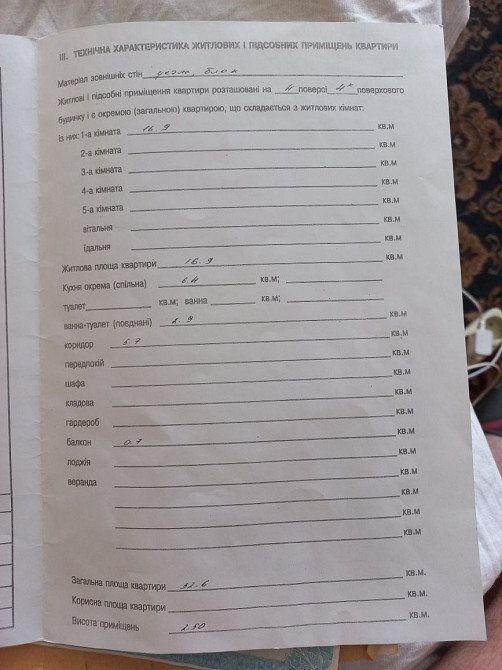 III. ТЕХНІЧНА ХАРАКТЕРИСТИКА ЖИТЛОВИХ І ПІДСОБНИХ ПРИМІЩЕНЬ КВАРТИРИ
Матеріал зовнішніх стін блок
Житлові і підсобні приміщення квартири розташовані на 4 поверсі 4х поверхового
будинку і є окремою (загальною) квартирою, що складається з житлових кімнат:
із них: 1-а кімната 16.9 кв.м
2-а кімната кв.м
3-а кімната кв.м
4-а кімната кв.м
5-а кімната кв.м
вітальня кв.м
їдальня кв.м
Житлова площа квартири 16.9 кв.м
Кухня окрема (спільна) 6.4 кв.м;
туалет кв.м; ванна кв.м;
ванна-туалет (поєднані) 2.9 кв.м
коридор 5.7 кв.м
передпокій кв.м
шафа кв.м
кладова кв.м
гардероб кв.м
балкон 0.7 кв.м
лоджія кв.м
веранда кв.м
кв.м
кв.м
кв.м
Загальна площа квартири 32.6 кв.м.
Корисна площа квартири кв.м.
Висота приміщень 2.50 кв.м.